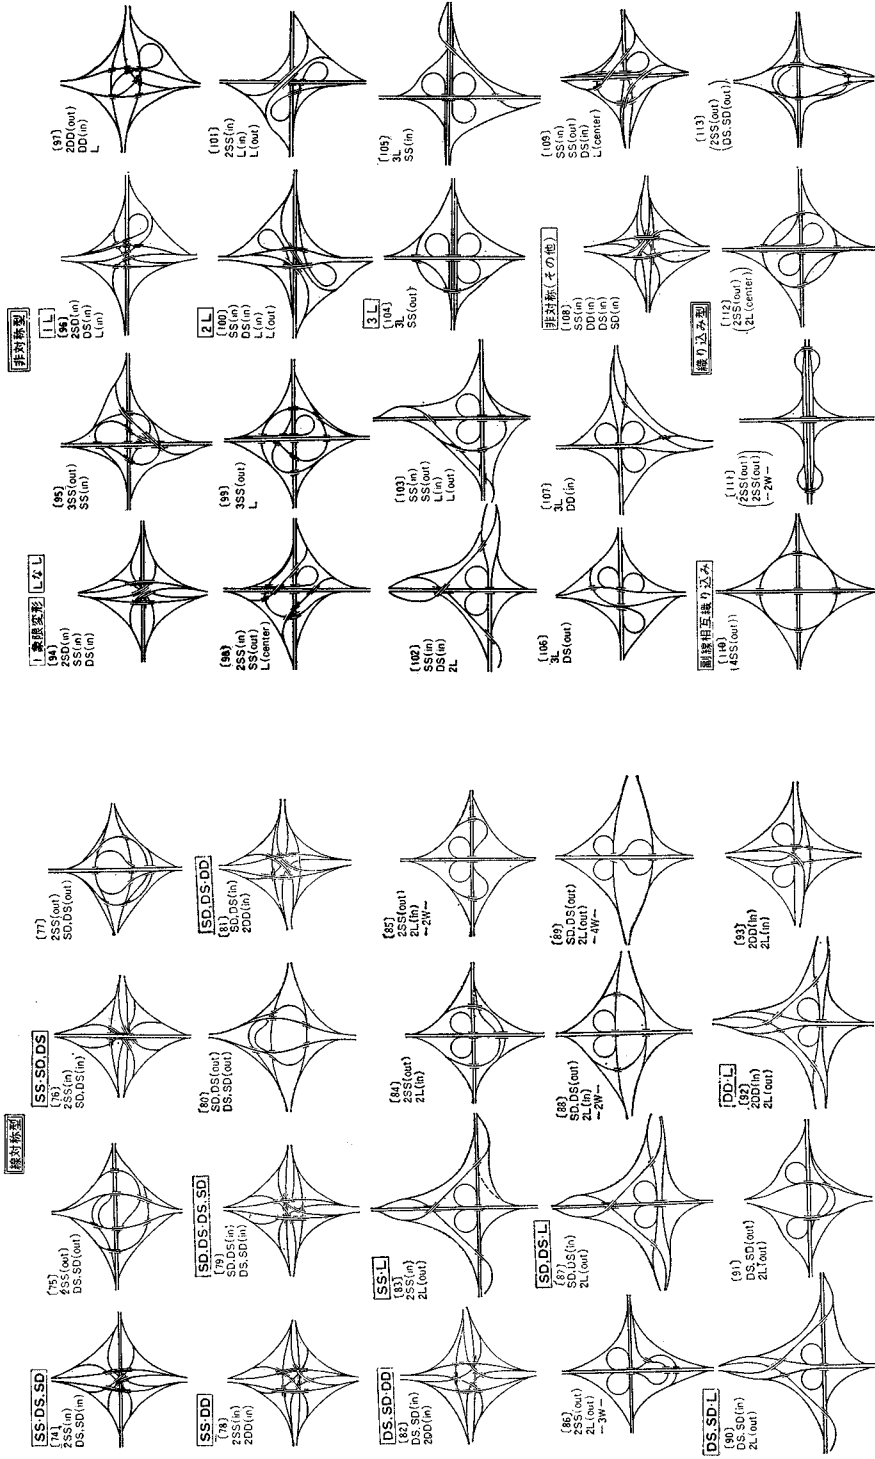 線対称型
SS・DS,SD
[74]
2SS(in)
DS,SD(in)
[75]
2SS(out)
DS,SD(out)
SS・SD,DS
[76]
2SS(in)
SD,DS(in)
[77]
2SS(out)
SD,DS(out)
SS・DD
[78]
2SS(in)
2DD(in)
SD,DS・DS,SD
[79]
SD,DS(in)
DS,SD(in)
[80]
SD,DS(out)
DS,SD(out)
SD,DS・DD
[81]
SD,DS(in)
2DD(in)
DS,SD・DD
[82]
DS,SD(in)
2DD(in)
SS・L
[83]
2SS(in)
2L(out)
[84]
2SS(out)
2L(in)
[85]
2SS(out)
2L(in)
-2W-
[86]
2SS(out)
2L(out)
-3W-
SD,DS・L
[87]
SD,DS(in)
2L(out)
[88]
SD,DS(out)
2L(in)
-2W-
[89]
SD,DS(out)
2L(out)
-4W-
DS,SD・L
[90]
DS,SD(in)
2L(out)
[91]
DS,SD(out)
2L(out)
DD・L
[92]
2DD(in)
2L(out)
[93]
2DD(in)
2L(in)
非対称型
1象限変形 Lなし
[94]
2SD(in)
SS(in)
DS(in)
[95]
3SS(out)
SS(in)
1L
[96]
2SD(in)
DS(in)
L(in)
[97]
2DD(out)
DD(in)
L
[98]
2SS(in)
SS(out)
L(center)
[99]
3SS(out)
L
2L
[100]
SS(in)
DS(in)
L(in)
L(out)
[101]
2SS(in)
L(in)
L(out)
[102]
SS(in)
DS(in)
2L
[103]
SS(in)
SS(out)
L(in)
L(out)
3L
[104]
3L
SS(out)
[105]
3L
SS(in)
[106]
3L
DS(out)
[107]
3L
DD(in)
非対称(その他)
[108]
SS(in)
DD(in)
DS(in)
SD(in)
[109]
SS(in)
SS(out)
DS(in)
L(center)
織り込み型
副線相互織り込み
[110]
(4SS(out))
[111]
(2SS(out)
2SS(out)
-2W-)
[112]
(2SS(out)
2L(center))
[113]
(2SS(out)
DS,SD(out))